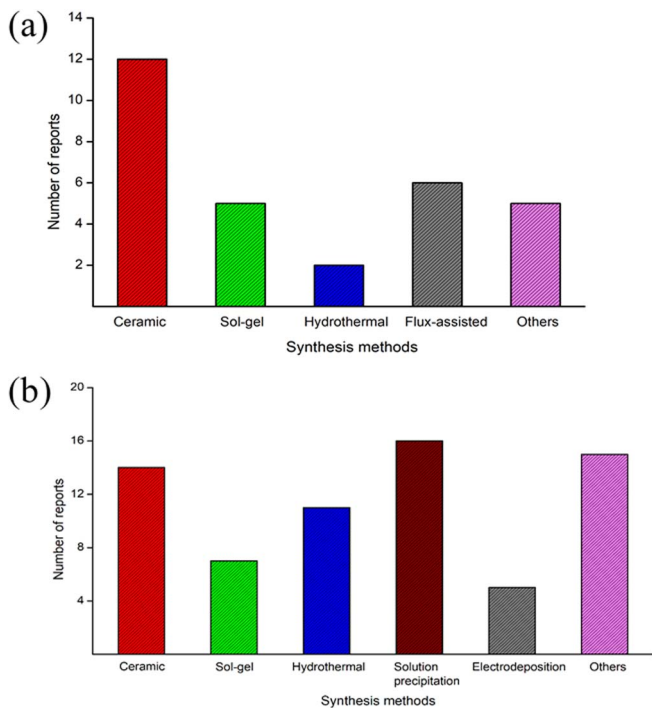 (a)
14
12
10
8
6
4
2
Number of reports
Ceramic Sol-gel Hydrothermal Flux-assisted Others
Synthesis methods
(b)
20
16
12
8
4
Number of reports
Ceramic Sol-gel Hydrothermal Solution Electrodeposition Others
precipitation
Synthesis methods